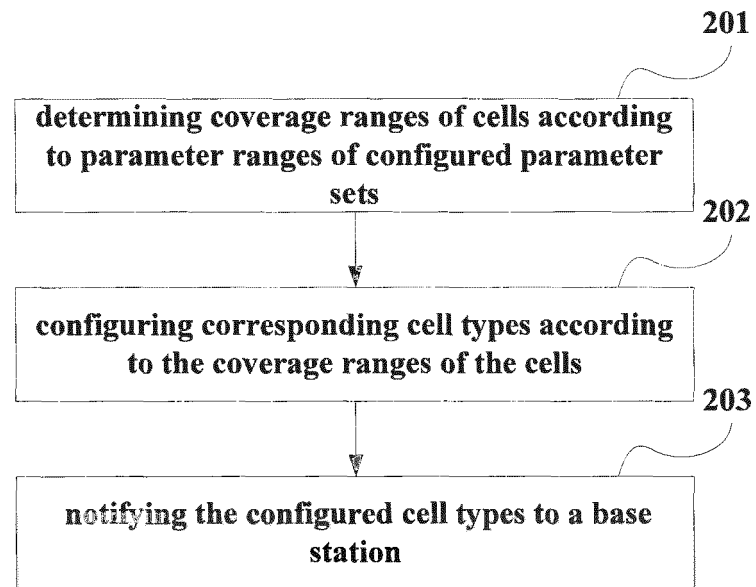 201
determining coverage ranges of cells according
to parameter ranges of configured parameter
sets
202
configuring corresponding cell types according
to the coverage ranges of the cells
203
notifying the configured cell types to a base
station